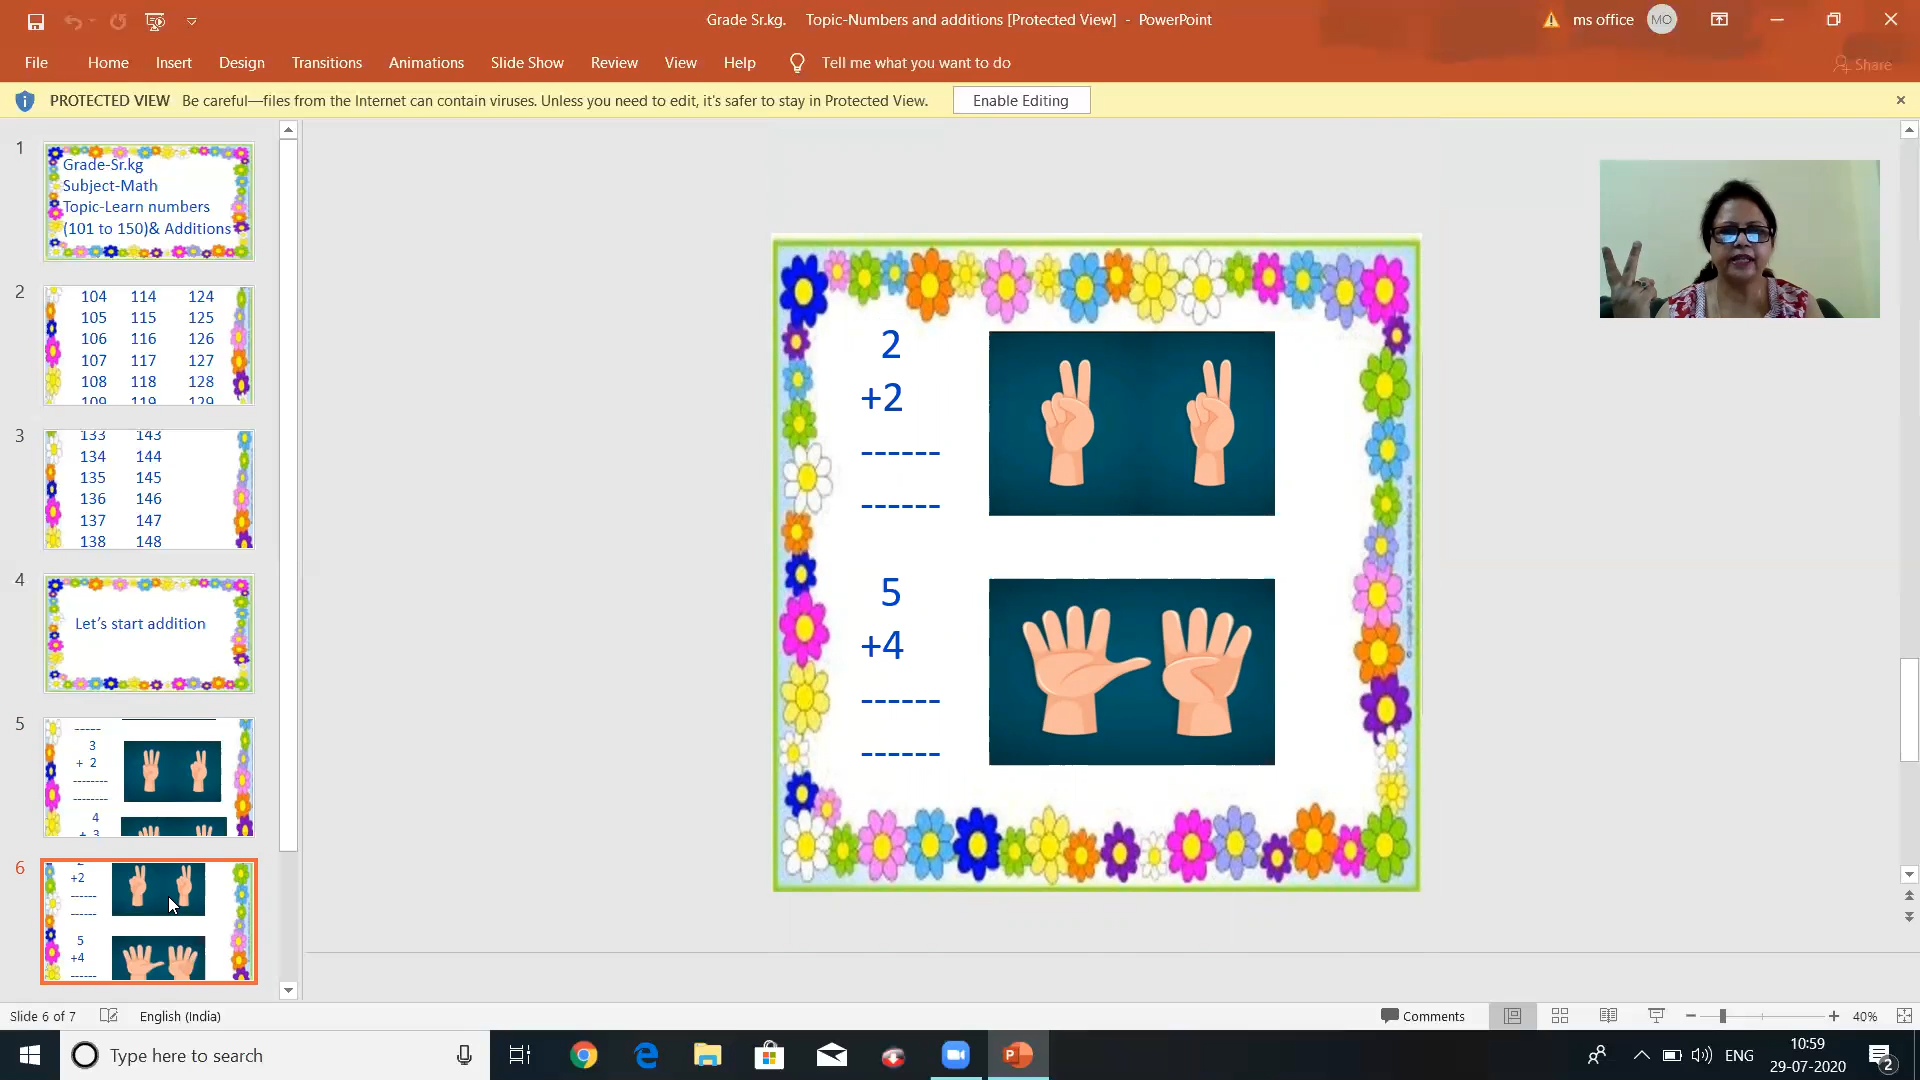 Grade Sr.kg. Topic-Numbers and additions [Protected View] - PowerPoint
ms office MO
File Home Insert Design Transitions Animations Slide Show Review View Help Tell me what you want to do Share
PROTECTED VIEW Be careful—files from the Internet can contain viruses. Unless you need to edit, it's safer to stay in Protected View. Enable Editing
1
Grade-Sr.kg
Subject-Math
Topic-Learn numbers
(101 to 150)& Additions
2
104 114 124
105 115 125
106 116 126
107 117 127
108 118 128
109 119 129
3
133 143
134 144
135 145
136 146
137 147
138 148
4
Let's start addition
5
-----
3
+ 2
--------
--------
4
+ 3
6
2
+2
------
------
5
+4
------
2
+2
------
------
5
+4
------
------
Slide 6 of 7 English (India) Comments 40%
Type here to search
ENG
10:59
29-07-2020
2